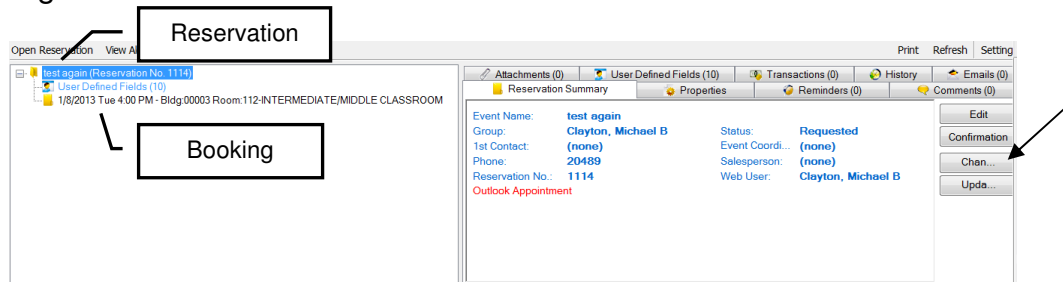 Reservation
Open Reservation View Al
Print Refresh Setting
test again (Reservation No. 1114)
User Defined Fields (10)
1/8/2013 Tue 4:00 PM - Bldg:00003 Room:112-INTERMEDIATE/MIDDLE CLASSROOM
Booking
Attachments (0) User Defined Fields (10) Transactions (0) History Emails (0)
Reservation Summary Properties Reminders (0) Comments (0)
Event Name: test again
Group: Clayton, Michael B Status: Requested
1st Contact: (none) Event Coordi... (none)
Phone: 20489 Salesperson: (none)
Reservation No.: 1114 Web User: Clayton, Michael B
Outlook Appointment
Edit
Confirmation
Chan...
Upda...